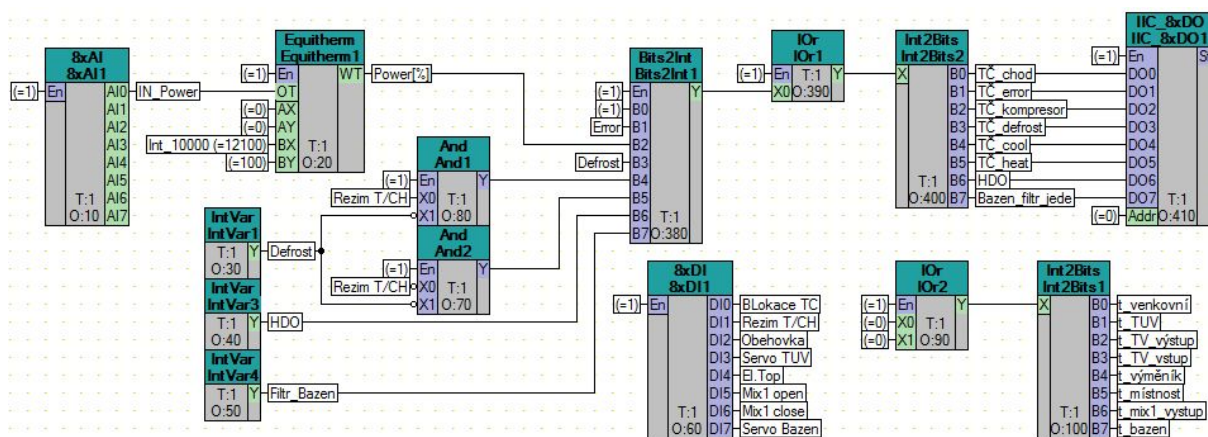 8xAI
8xAI1
(=1)
En
AI0
IN_Power
AI1
AI2
AI3
AI4
AI5
AI6
AI7
T:1
O:10
Equitherm
Equitherm1
(=1)
En
WT
Power[%]
OT
(=0)
AX
(=0)
AY
Int_10000 (=12100)
BX
(=100)
BY
T:1
O:20
IntVar
IntVar1
T:1
Y
Defrost
O:30
IntVar
IntVar3
T:1
Y
HDO
O:40
IntVar
IntVar4
T:1
Y
Filtr_Bazen
O:50
And
And1
(=1)
En
Y
Rezim T/CH
X0
X1
T:1
O:80
And
And2
(=1)
En
Y
Rezim T/CH
X0
X1
T:1
O:70
Bits2Int
Bits2Int1
(=1)
En
Y
(=1)
B0
Error
B1
B2
Defrost
B3
B4
B5
B6
B7
T:1
O:380
IOr
IOr1
(=1)
En
T:1
Y
X0
O:390
Int2Bits
Int2Bits2
X
B0
TČ_chod
B1
TČ_error
B2
TČ_kompresor
B3
TČ_defrost
B4
TČ_cool
B5
TČ_heat
B6
HDO
B7
Bazen_filtr_jede
T:1
O:400
IIC_8xDO
IIC_8xDO1
(=1)
En
S
DO0
DO1
DO2
DO3
DO4
DO5
DO6
DO7
(=0)
Addr
T:1
O:410
8xDI
8xDI1
(=1)
En
DI0
BLokace TC
DI1
Rezim T/CH
DI2
Obehovka
DI3
Servo TUV
DI4
El.Top
DI5
Mix1 open
DI6
Mix1 close
DI7
Servo Bazen
T:1
O:60
IOr
IOr2
(=1)
En
Y
(=0)
X0
(=0)
X1
T:1
O:90
Int2Bits
Int2Bits1
X
B0
t_venkovní
B1
t_TUV
B2
t_TV_výstup
B3
t_TV_vstup
B4
t_výměník
B5
t_místnost
B6
t_mix1_vystup
B7
t_bazen
T:1
O:100